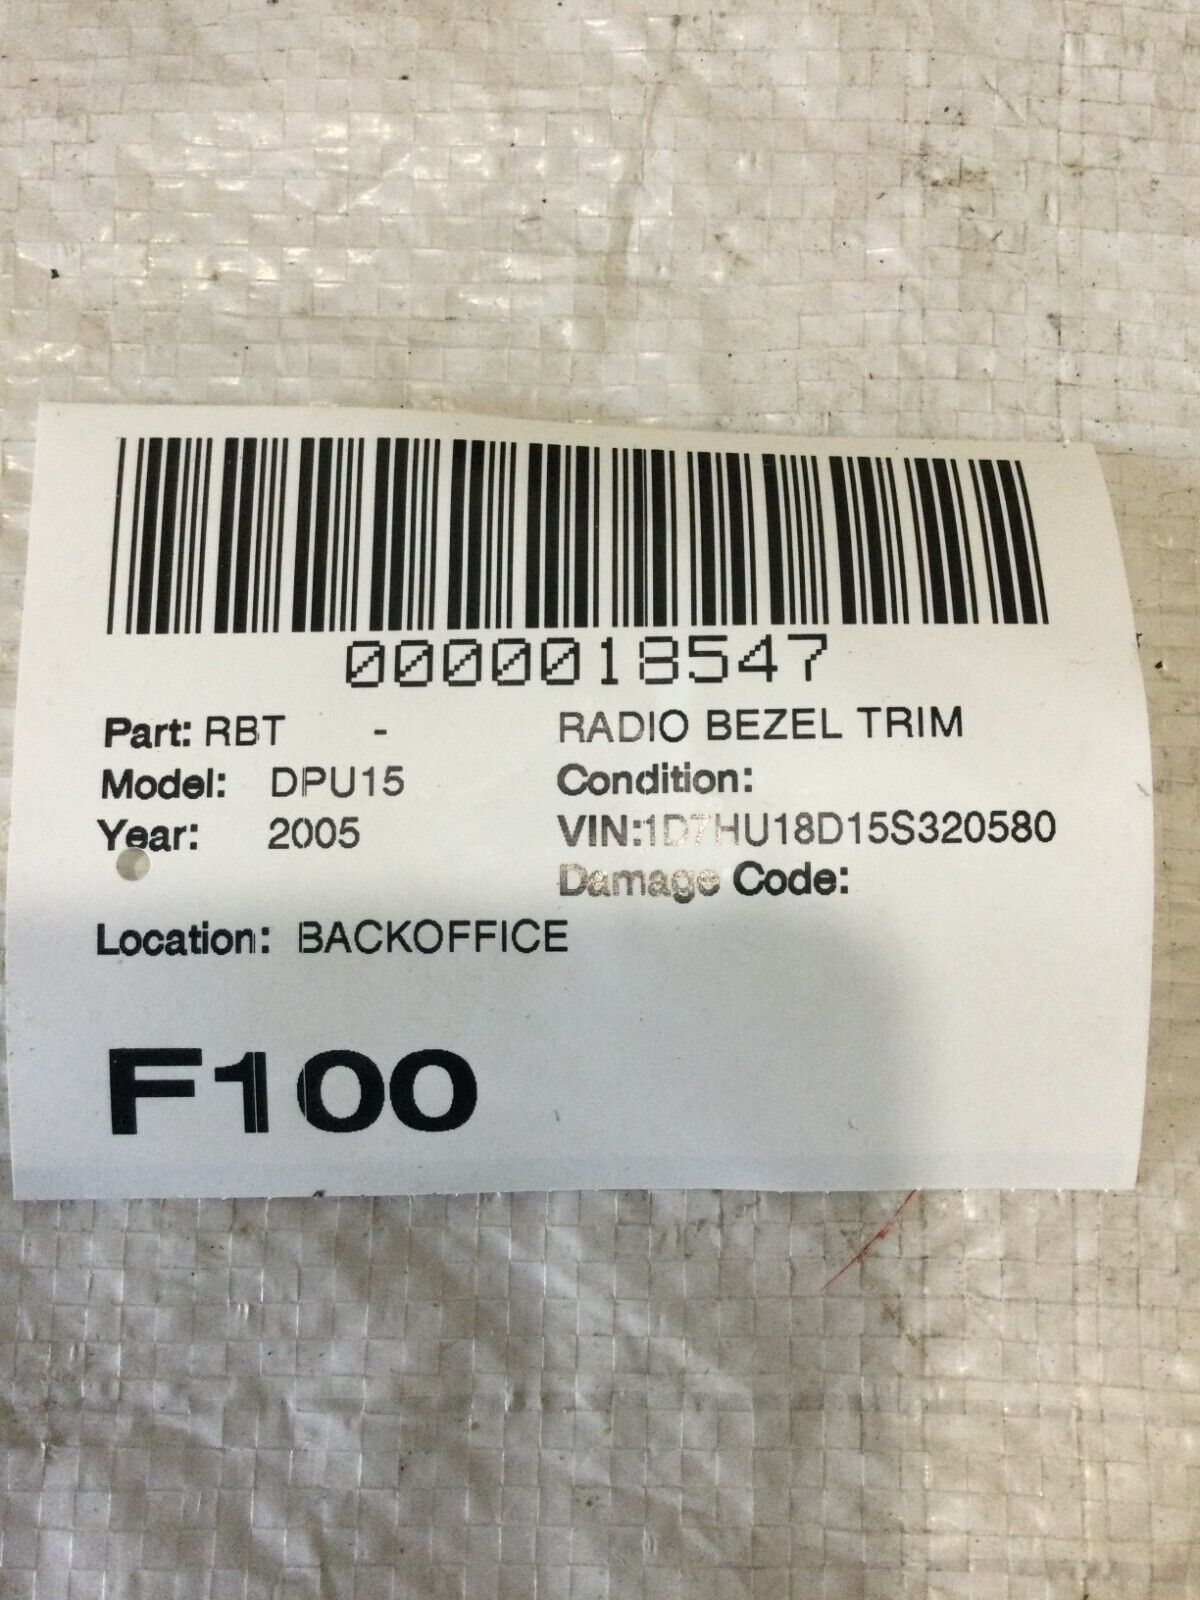 0000018547
Part: RBT - RADIO BEZEL TRIM
Model: DPU15 Condition:
Year: 2005 VIN:1D7HU18D15S320580
Damage Code:
Location: BACKOFFICE
F100